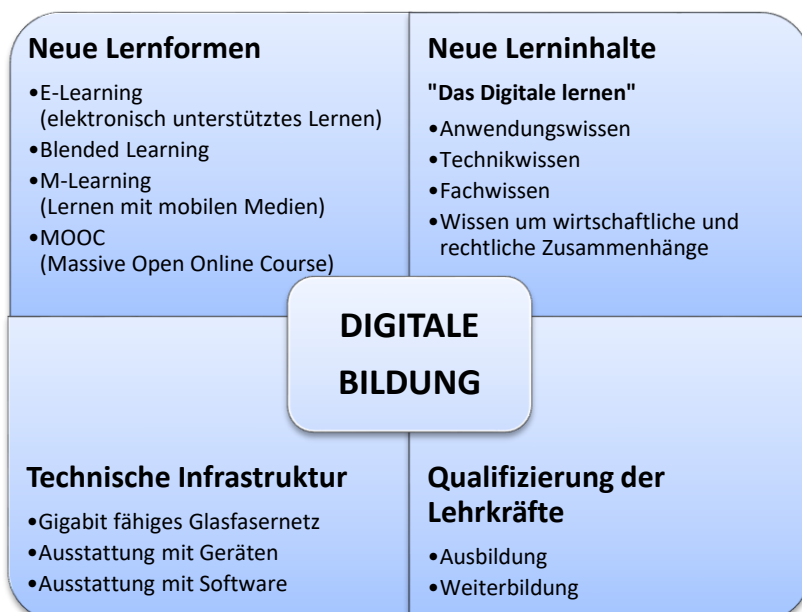 Neue Lernformen
•E-Learning
(elektronisch unterstütztes Lernen)
•Blended Learning
•M-Learning
(Lernen mit mobilen Medien)
•MOOC
(Massive Open Online Course)
Neue Lerninhalte
"Das Digitale lernen"
•Anwendungswissen
•Technikwissen
•Fachwissen
•Wissen um wirtschaftliche und
rechtliche Zusammenhänge
DIGITALE
BILDUNG
Technische Infrastruktur
•Gigabit fähiges Glasfasernetz
•Ausstattung mit Geräten
•Ausstattung mit Software
Qualifizierung der
Lehrkräfte
•Ausbildung
•Weiterbildung